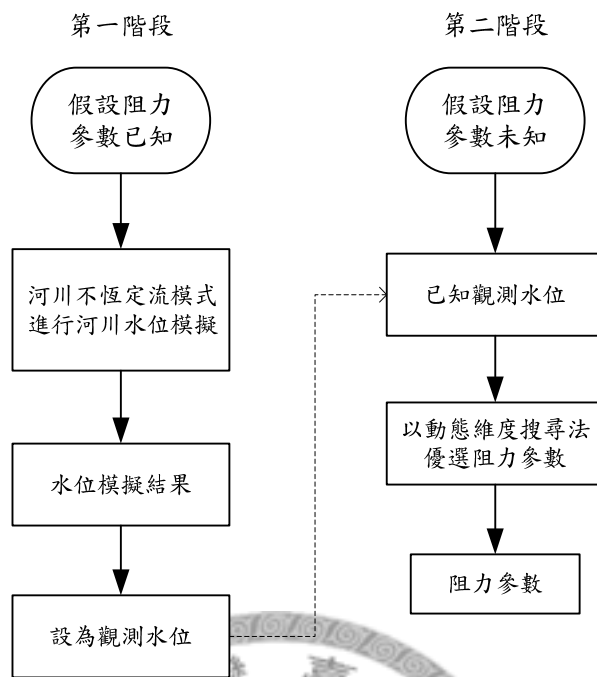 第一階段
假設阻力
參數已知
河川不恆定流模式
進行河川水位模擬
水位模擬結果
設為觀測水位
第二階段
假設阻力
參數未知
已知觀測水位
以動態維度搜尋法
優選阻力參數
阻力參數